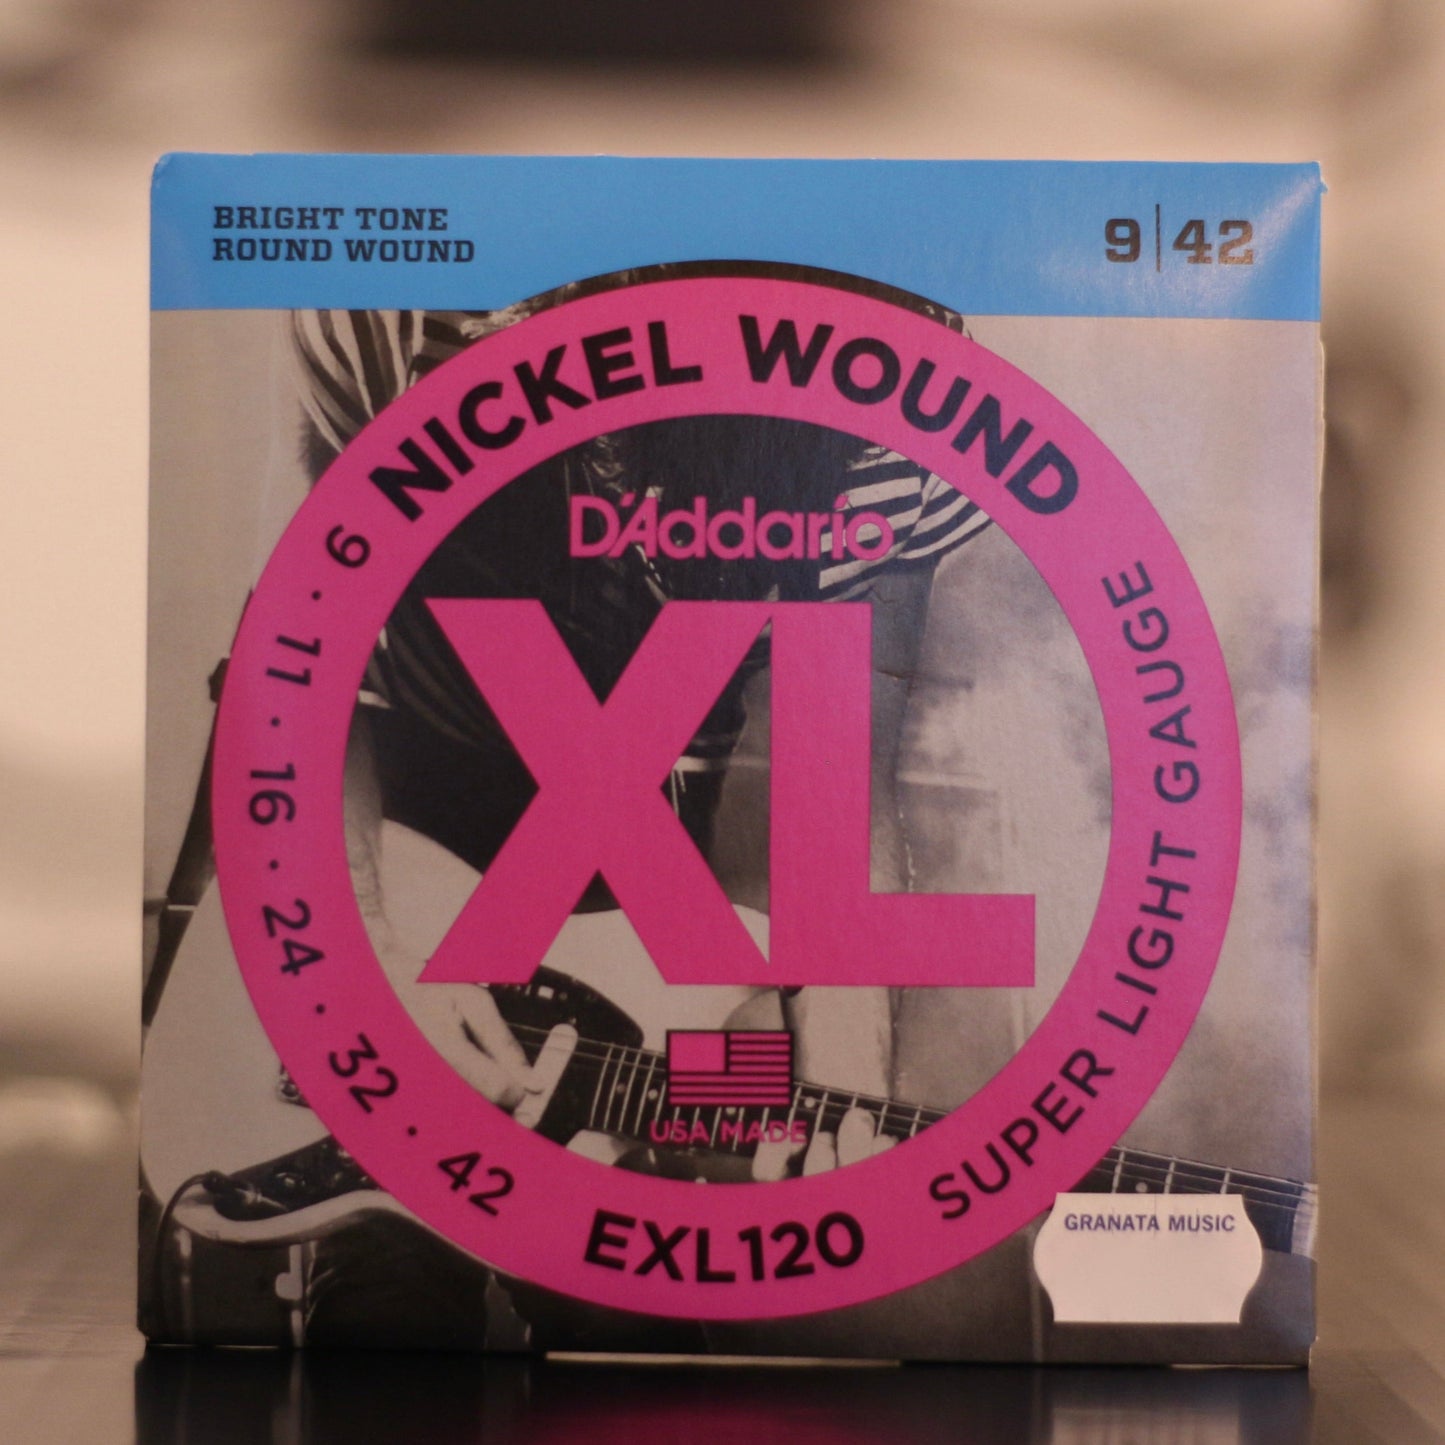 BRIGHT TONE
ROUND WOUND
9|42
NICKEL WOUND
D'Addario
XL
9 · 11 · 16 · 24 · 32 · 42
SUPER LIGHT GAUGE
USA MADE
EXL120
GRANATA MUSIC